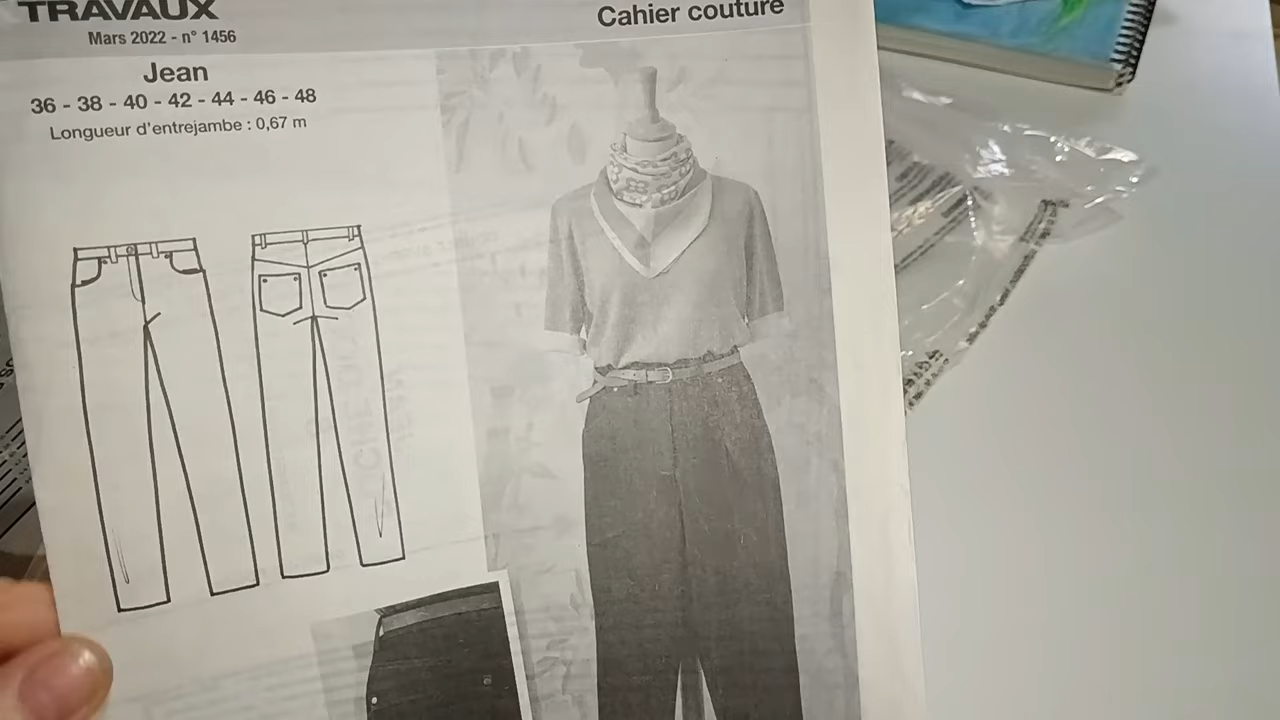 TRAVAUX
Mars 2022 - n° 1456
Cahier couture
Jean
36 - 38 - 40 - 42 - 44 - 46 - 48
Longueur d'entrejambe : 0,67 m